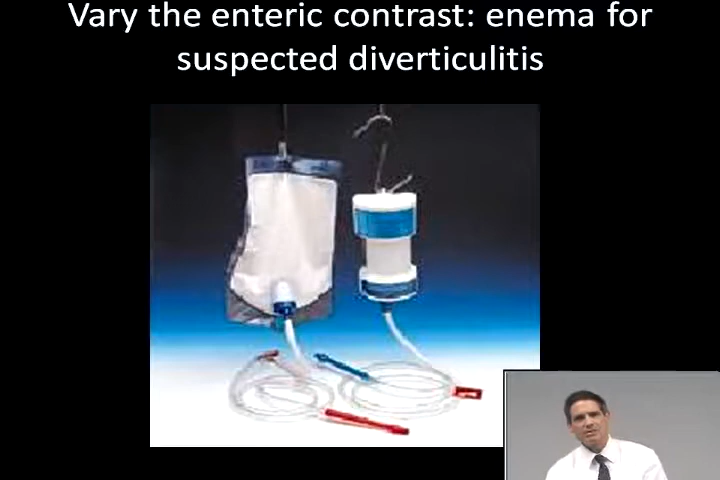 Vary the enteric contrast: enema for
suspected diverticulitis